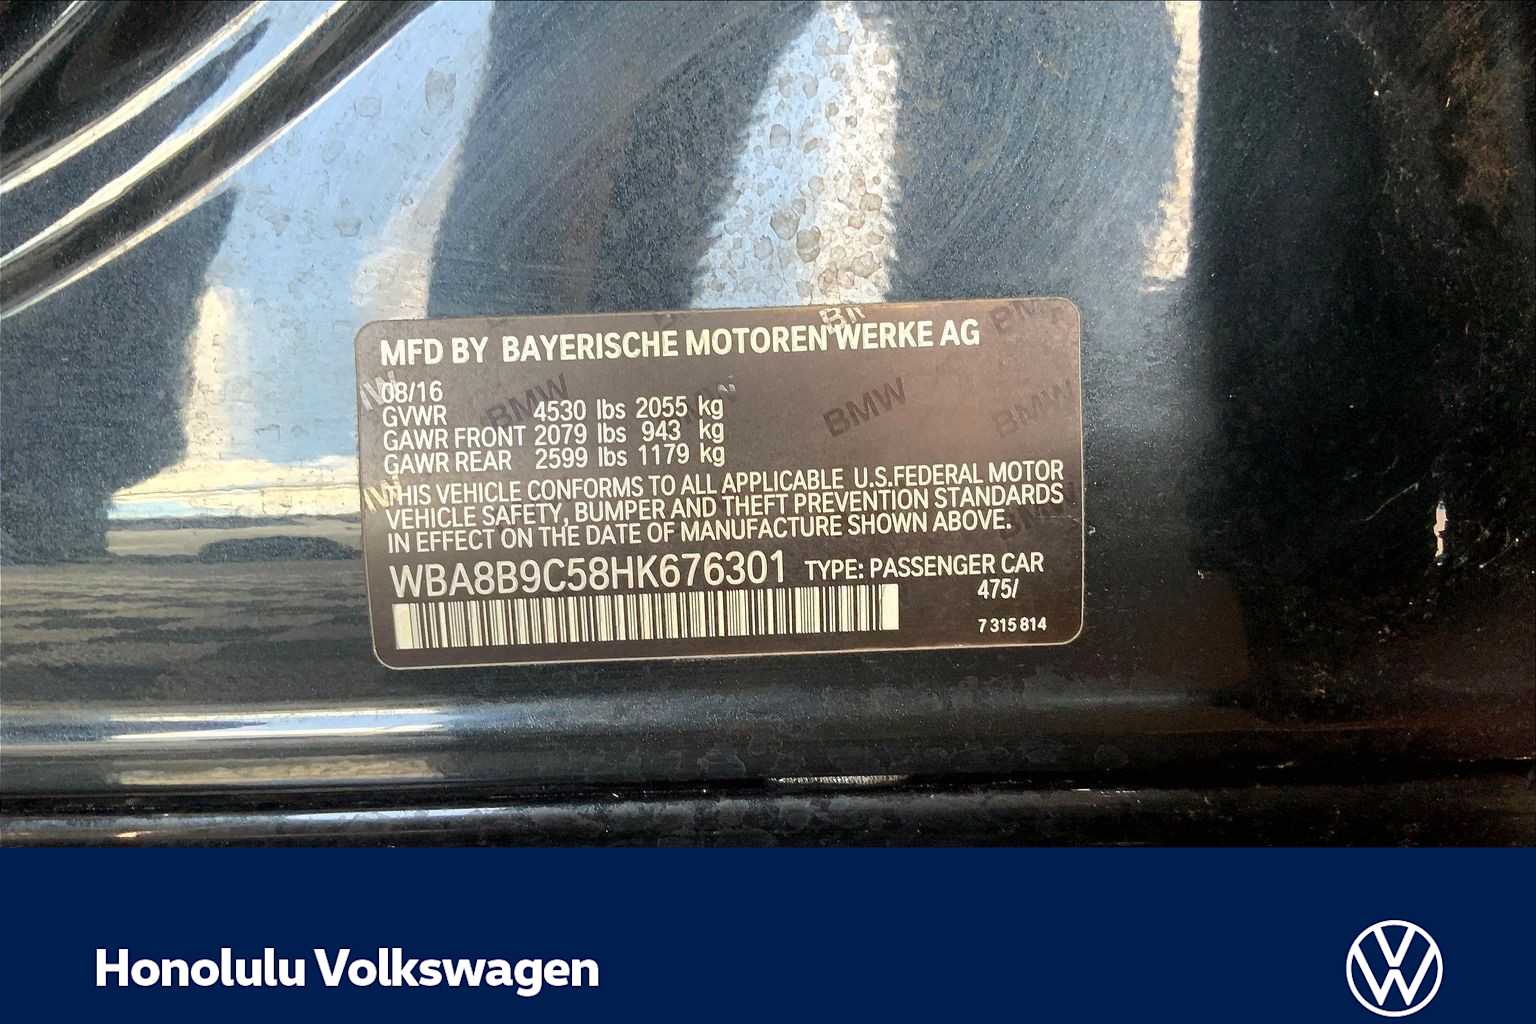 MFD BY BAYERISCHE MOTOREN WERKE AG
08/16
GVWR 4530 lbs 2055 kg
GAWR FRONT 2079 lbs 943 kg
GAWR REAR 2599 lbs 1179 kg
THIS VEHICLE CONFORMS TO ALL APPLICABLE U.S.FEDERAL MOTOR
VEHICLE SAFETY, BUMPER AND THEFT PREVENTION STANDARDS
IN EFFECT ON THE DATE OF MANUFACTURE SHOWN ABOVE.
WBA8B9C58HK676301 TYPE: PASSENGER CAR
475/
7 315 814
BMW BMW BMW
Honolulu Volkswagen